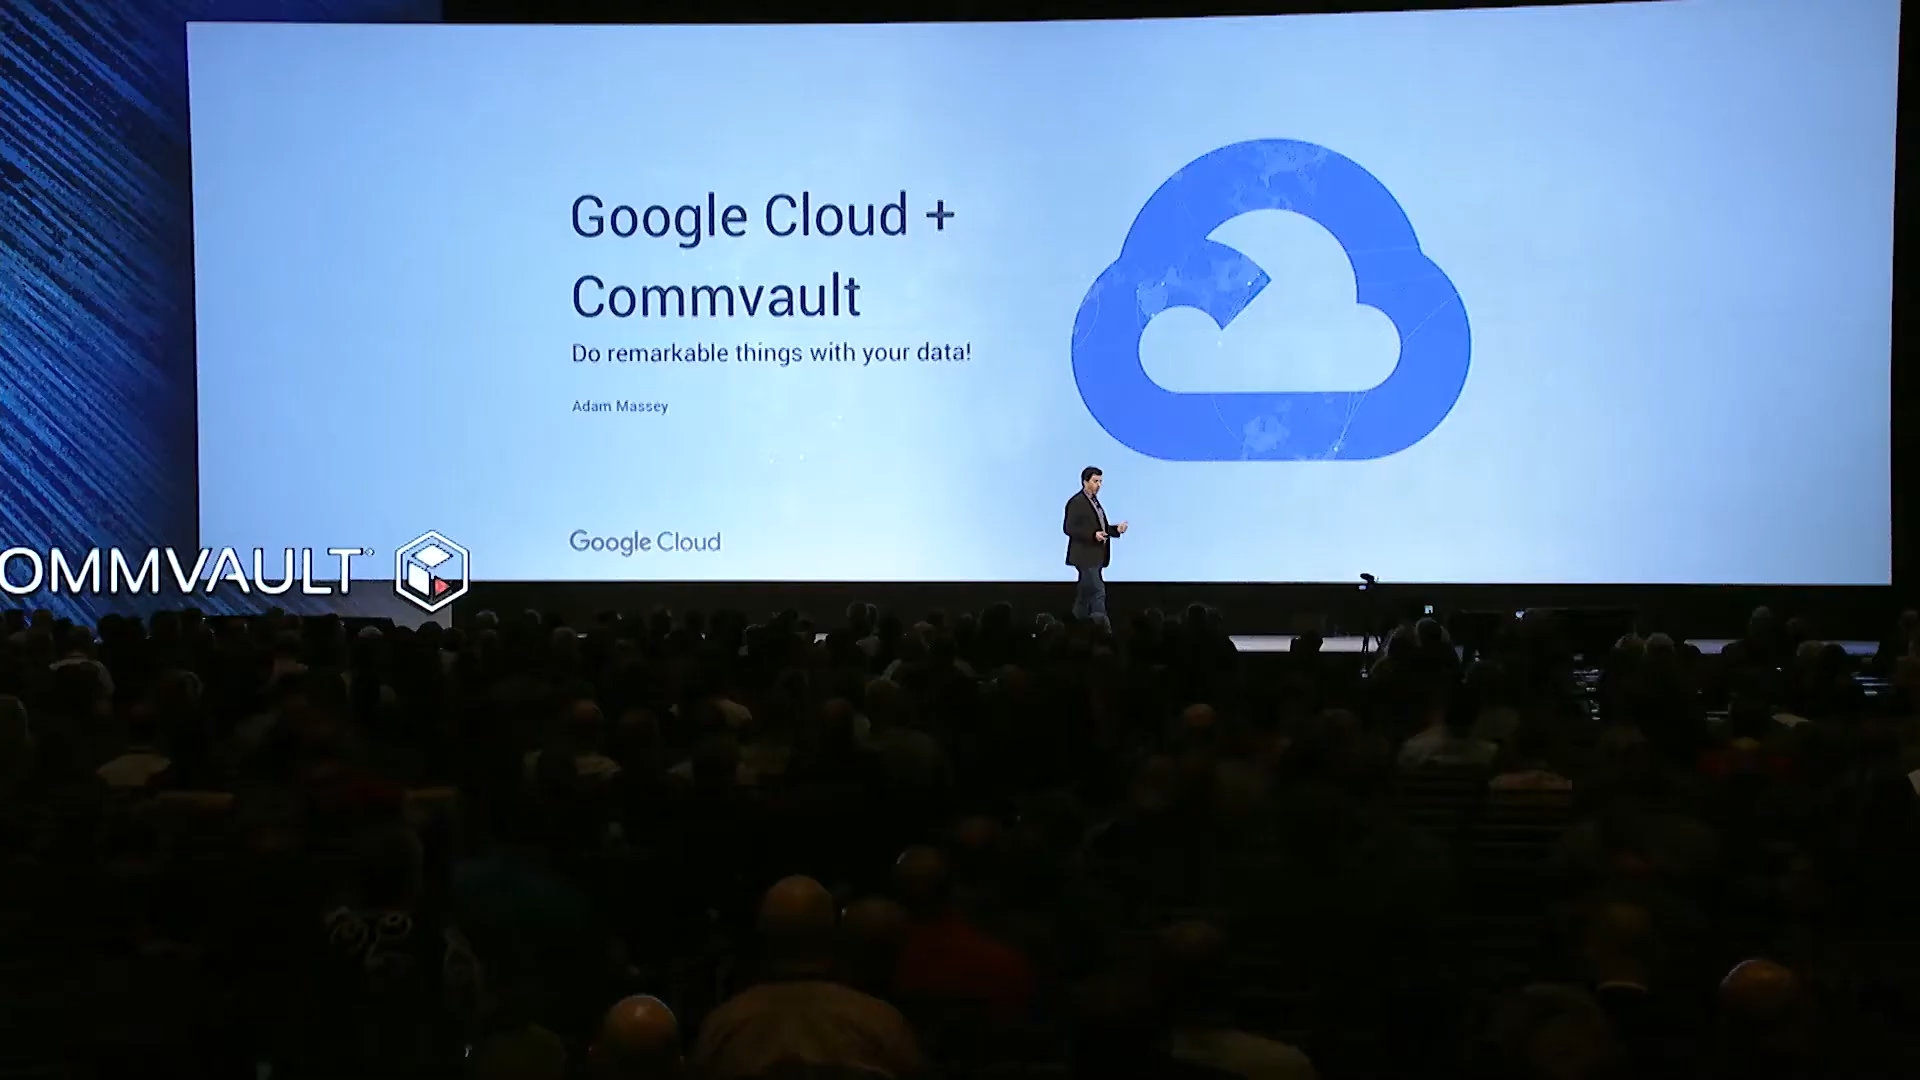 Google Cloud +
Commvault
Do remarkable things with your data!
Adam Massey
Google Cloud
OMMVAULT